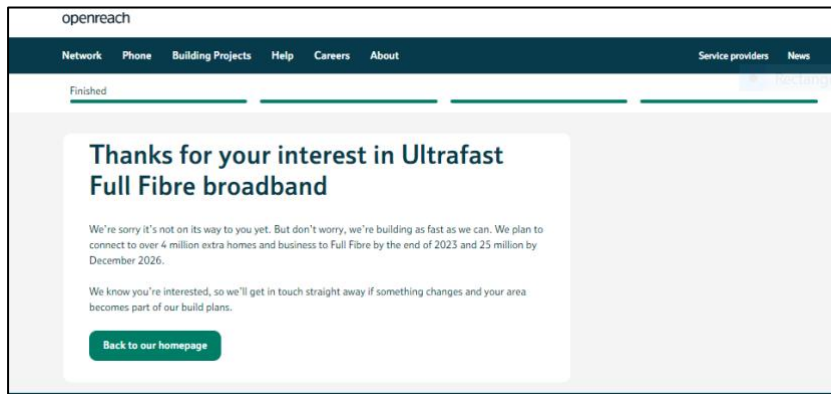 openreach
Network Phone Building Projects Help Careers About Service providers News
Finished
Thanks for your interest in Ultrafast
Full Fibre broadband
We're sorry it's not on its way to you yet. But don't worry, we're building as fast as we can. We plan to
connect to over 4 million extra homes and business to Full Fibre by the end of 2023 and 25 million by
December 2026.
We know you're interested, so we'll get in touch straight away if something changes and your area
becomes part of our build plans.
Back to our homepage